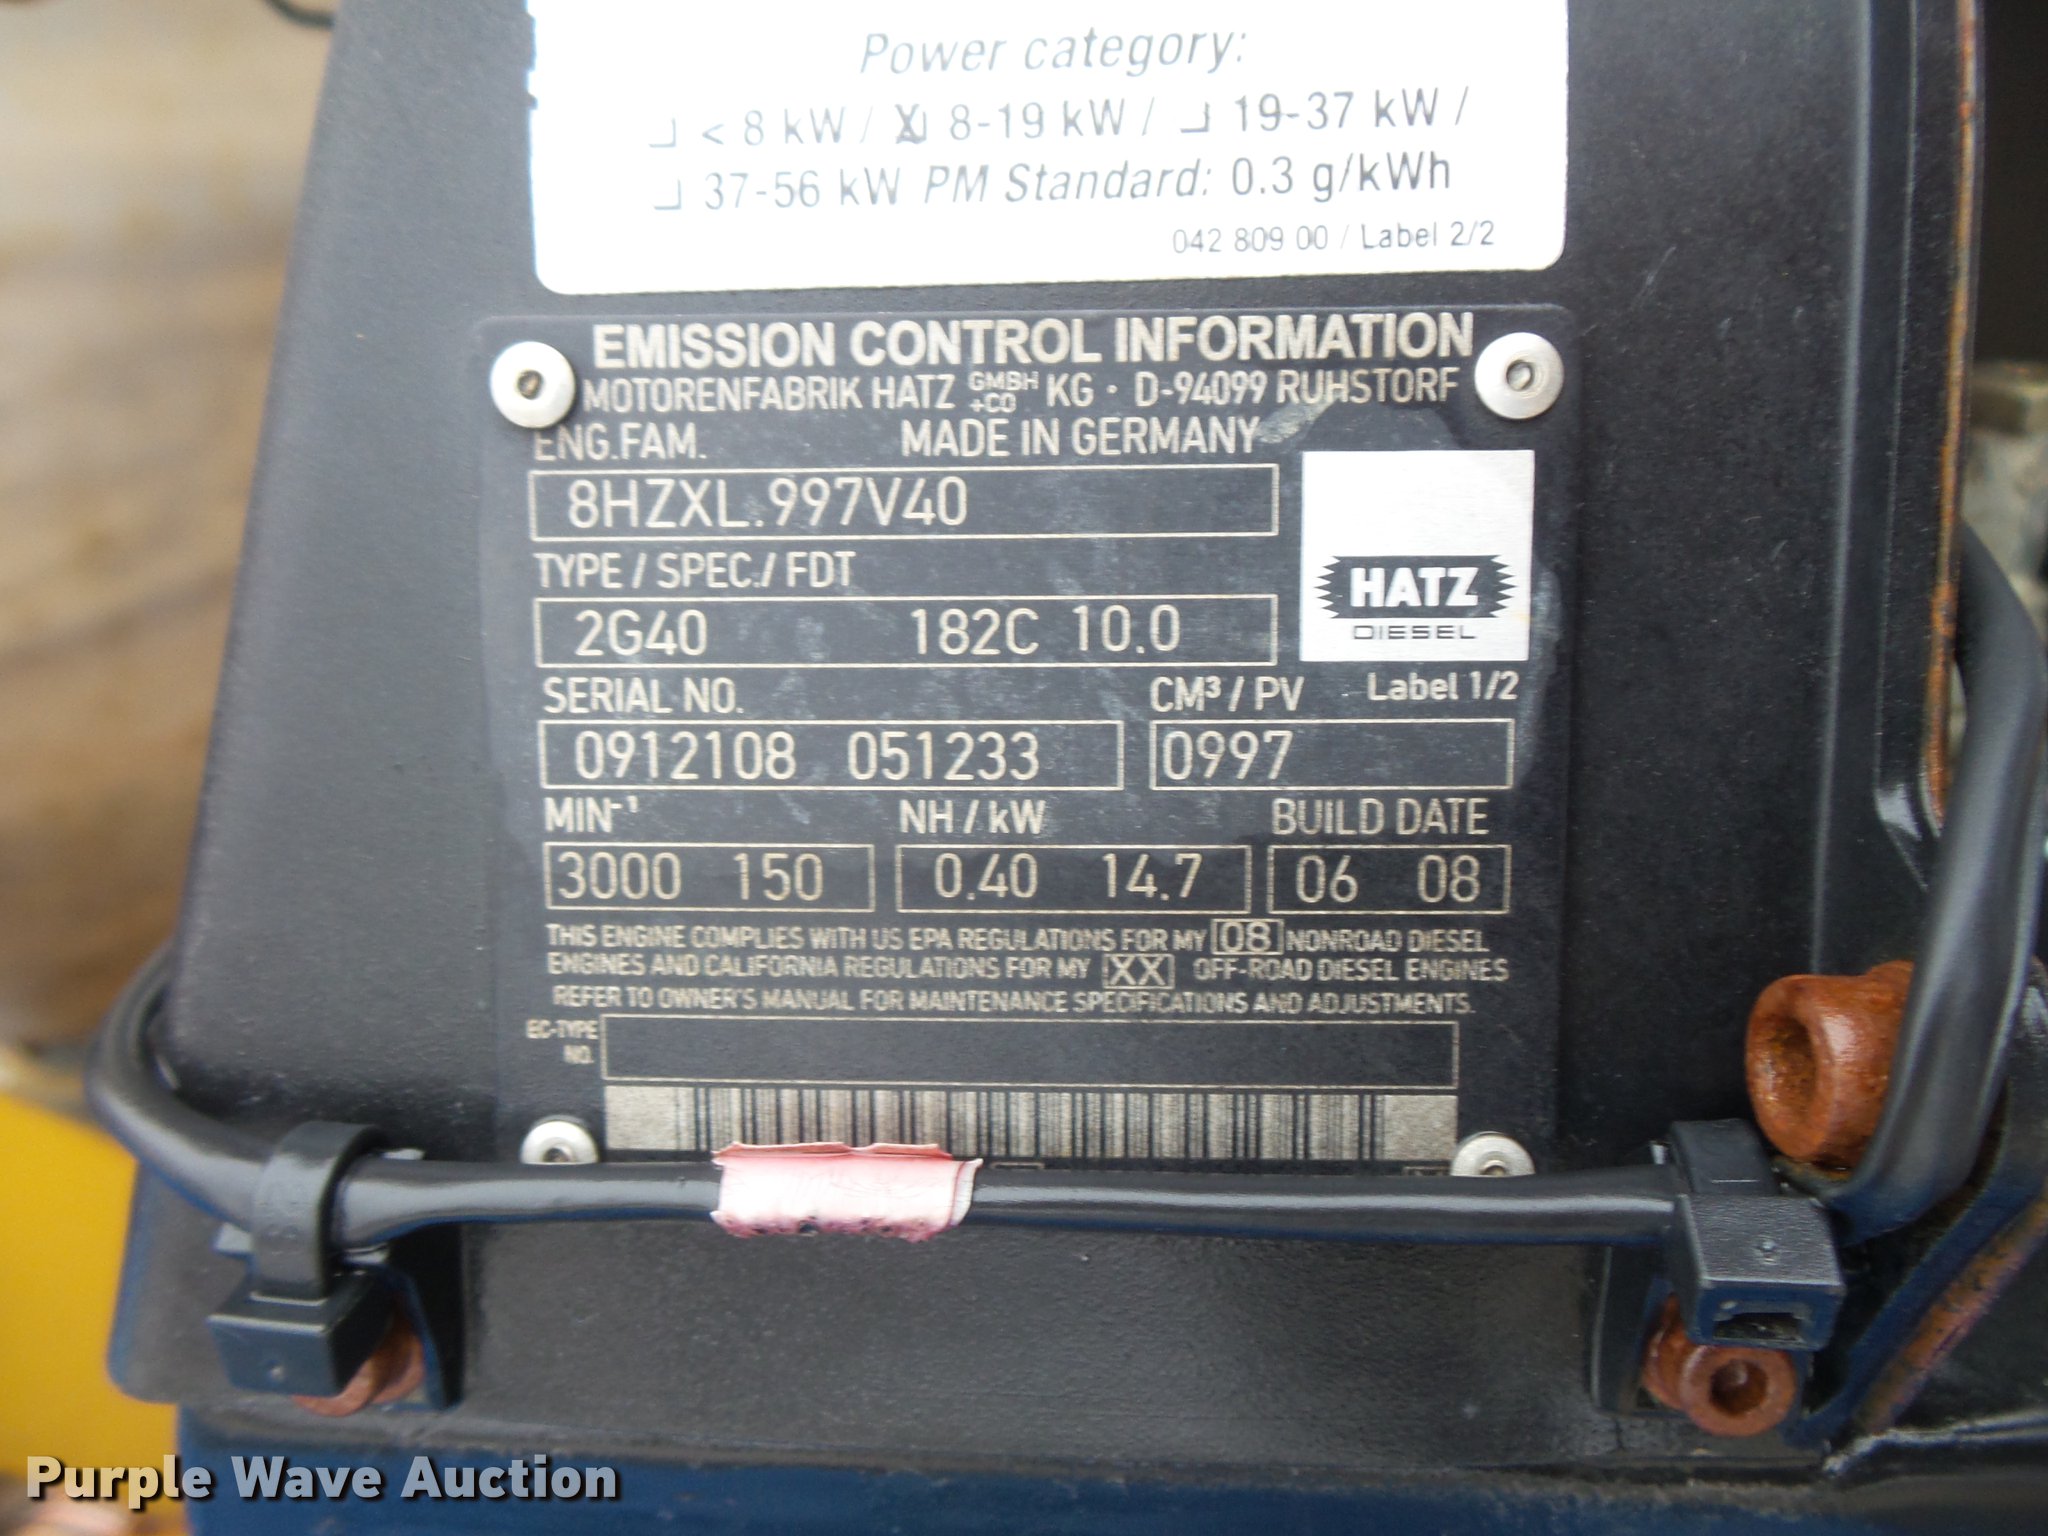 Power category:
< 8 kW / X 8-19 kW / 19-37 kW /
37-56 kW PM Standard: 0.3 g/kWh
042 809 00 / Label 2/2
EMISSION CONTROL INFORMATION
MOTORENFABRIK HATZ GMBH +CO KG · D-94099 RUHSTORF
ENG.FAM. MADE IN GERMANY
8HZXL.997V40
TYPE / SPEC./ FDT
2G40 182C 10.0
HATZ
DIESEL
SERIAL NO. CM³ / PV Label 1/2
0912108 051233 0997
MIN⁻¹ NH / kW BUILD DATE
3000 150 0.40 14.7 06 08
THIS ENGINE COMPLIES WITH US EPA REGULATIONS FOR MY 08 NONROAD DIESEL
ENGINES AND CALIFORNIA REGULATIONS FOR MY XX OFF-ROAD DIESEL ENGINES
REFER TO OWNER'S MANUAL FOR MAINTENANCE SPECIFICATIONS AND ADJUSTMENTS.
EC-TYPE
NO.
Purple Wave Auction